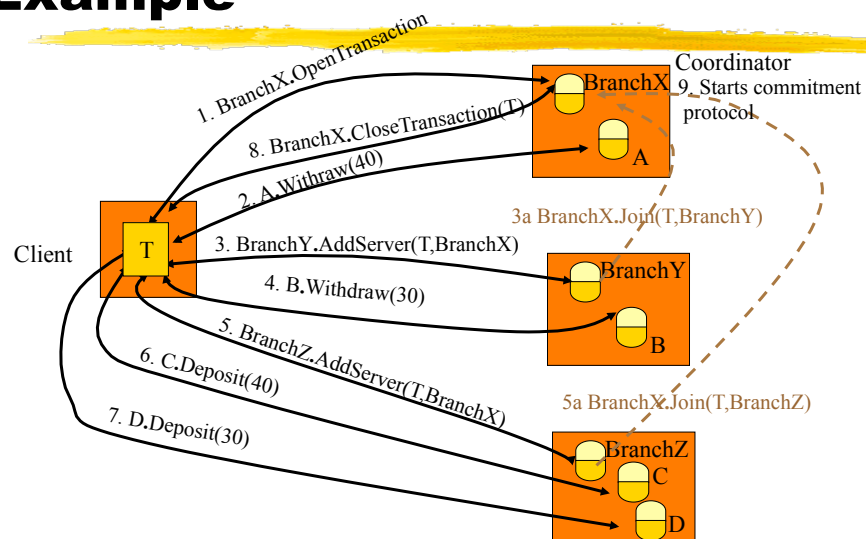 Example
Coordinator
1. BranchX.OpenTransaction
BranchX
9. Starts commitment
protocol
8. BranchX.CloseTransaction(T)
A
2. A.Withraw(40)
3a BranchX.Join(T,BranchY)
Client
T
3. BranchY.AddServer(T,BranchX)
BranchY
4. B.Withdraw(30)
B
5. BranchZ.AddServer(T,BranchX)
6. C.Deposit(40)
5a BranchX.Join(T,BranchZ)
7. D.Deposit(30)
BranchZ
C
D